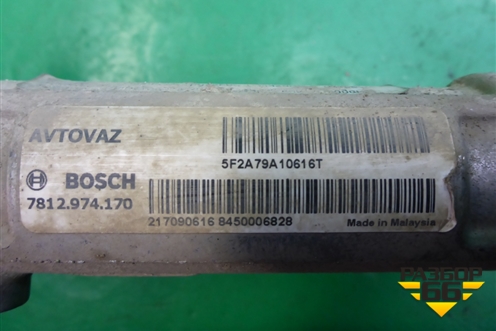 AVTOVAZ
5F2A79A10616T
BOSCH
7812.974.170
217090616 8450006828
Made in Malaysia
РАЗБОР
66